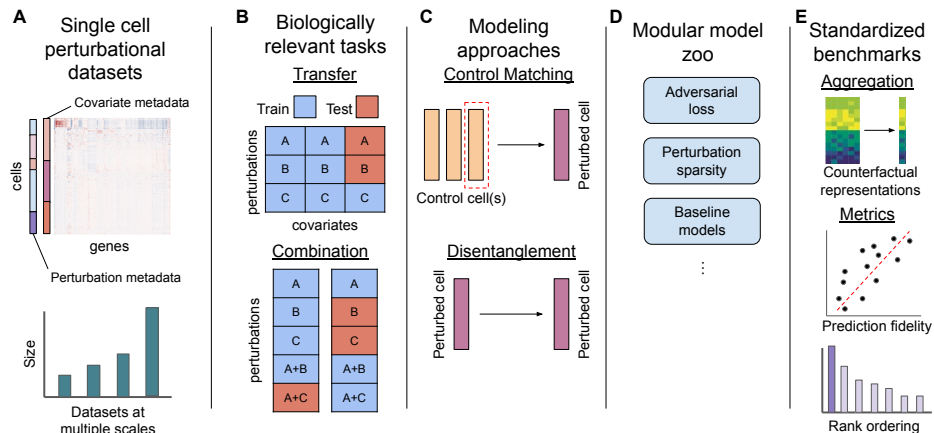 A
Single cell
perturbational
datasets
Covariate metadata
cells
genes
Perturbation metadata
Size
Datasets at
multiple scales
B
Biologically
relevant tasks
Transfer
Train
Test
perturbations
A A A
B B B
C C C
covariates
Combination
perturbations
A A
B B
C C
A+B A+B
A+C A+C
C
Modeling
approaches
Control Matching
Control cell(s)
Perturbed cell
Disentanglement
Perturbed cell
Perturbed cell
D
Modular model
zoo
Adversarial
loss
Perturbation
sparsity
Baseline
models
...
E
Standardized
benchmarks
Aggregation
Counterfactual
representations
Metrics
Prediction fidelity
Rank ordering